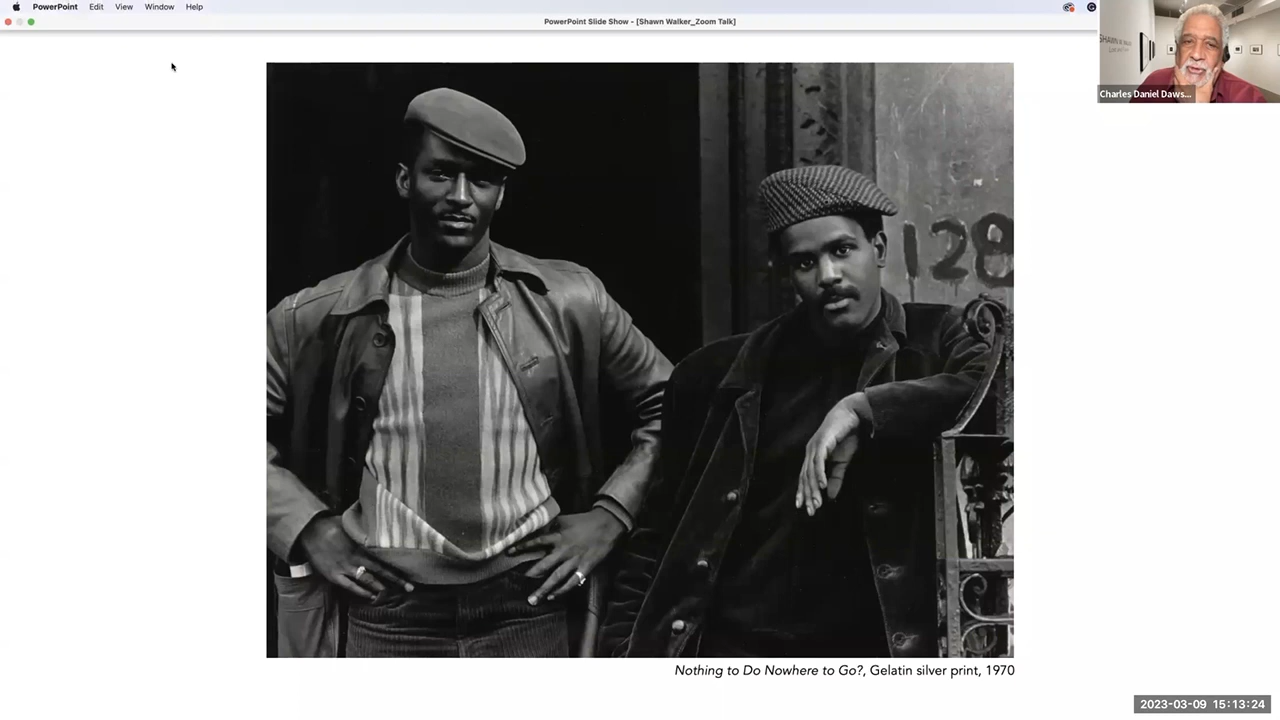 PowerPoint Edit View Window Help
PowerPoint Slide Show - [Shawn Walker_Zoom Talk]
Charles Daniel Daws...
128
Nothing to Do Nowhere to Go?, Gelatin silver print, 1970
2023-03-09 15:13:24